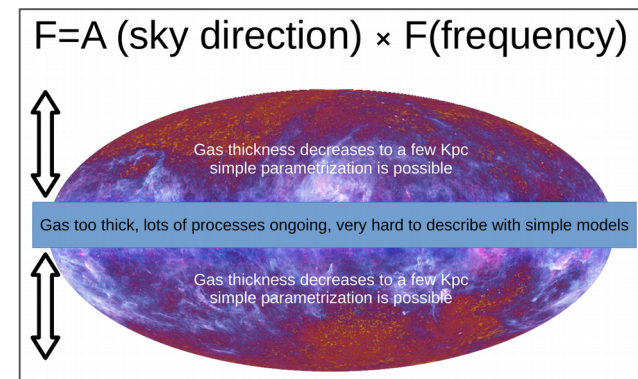 F=A (sky direction) × F(frequency)
Gas thickness decreases to a few Kpc
simple parametrization is possible
Gas too thick, lots of processes ongoing, very hard to describe with simple models
Gas thickness decreases to a few Kpc
simple parametrization is possible